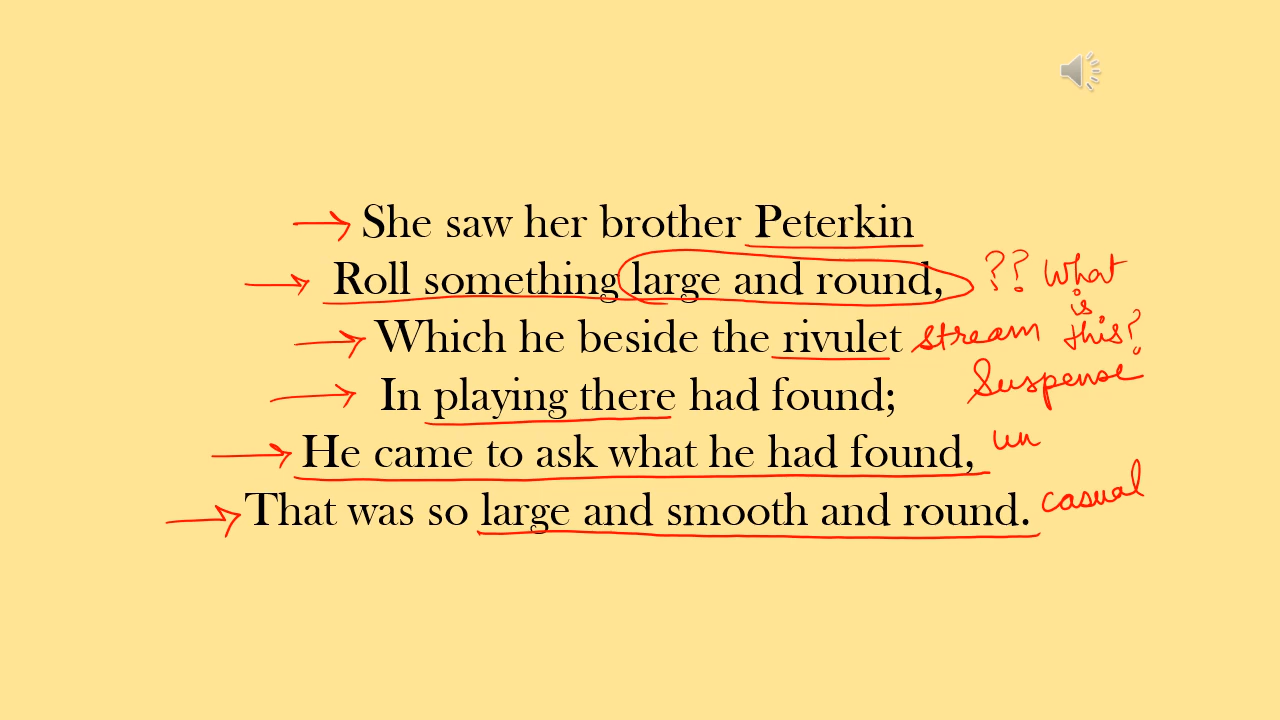 She saw her brother Peterkin
Roll something large and round, ?? What is this?
Which he beside the rivulet stream
Suspense
In playing there had found;
He came to ask what he had found, un
That was so large and smooth and round. casual